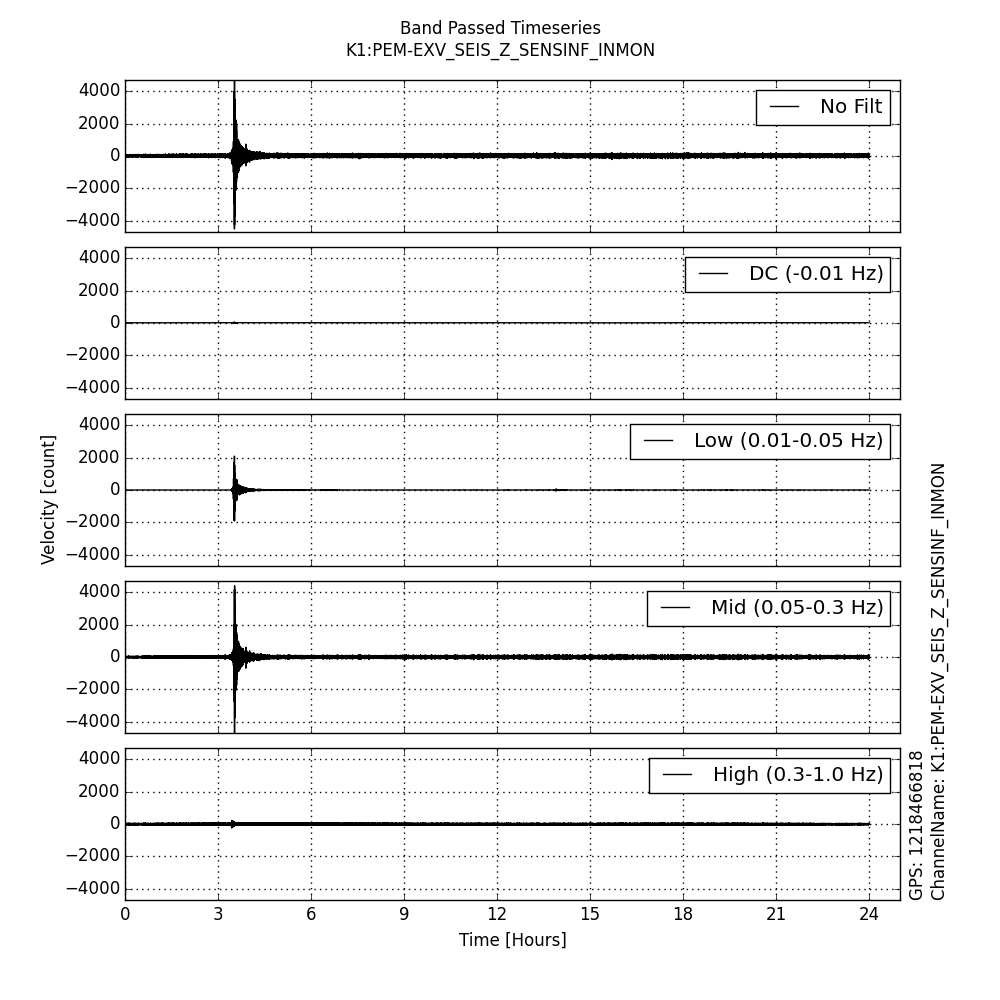 Band Passed Timeseries
K1:PEM-EXV_SEIS_Z_SENSINF_INMON
4000
2000
0
−2000
−4000
No Filt
4000
2000
0
−2000
−4000
DC (-0.01 Hz)
4000
2000
0
−2000
−4000
Low (0.01-0.05 Hz)
Velocity [count]
4000
2000
0
−2000
−4000
Mid (0.05-0.3 Hz)
4000
2000
0
−2000
−4000
High (0.3-1.0 Hz)
0 3 6 9 12 15 18 21 24
Time [Hours]
GPS: 1218466818
ChannelName: K1:PEM-EXV_SEIS_Z_SENSINF_INMON